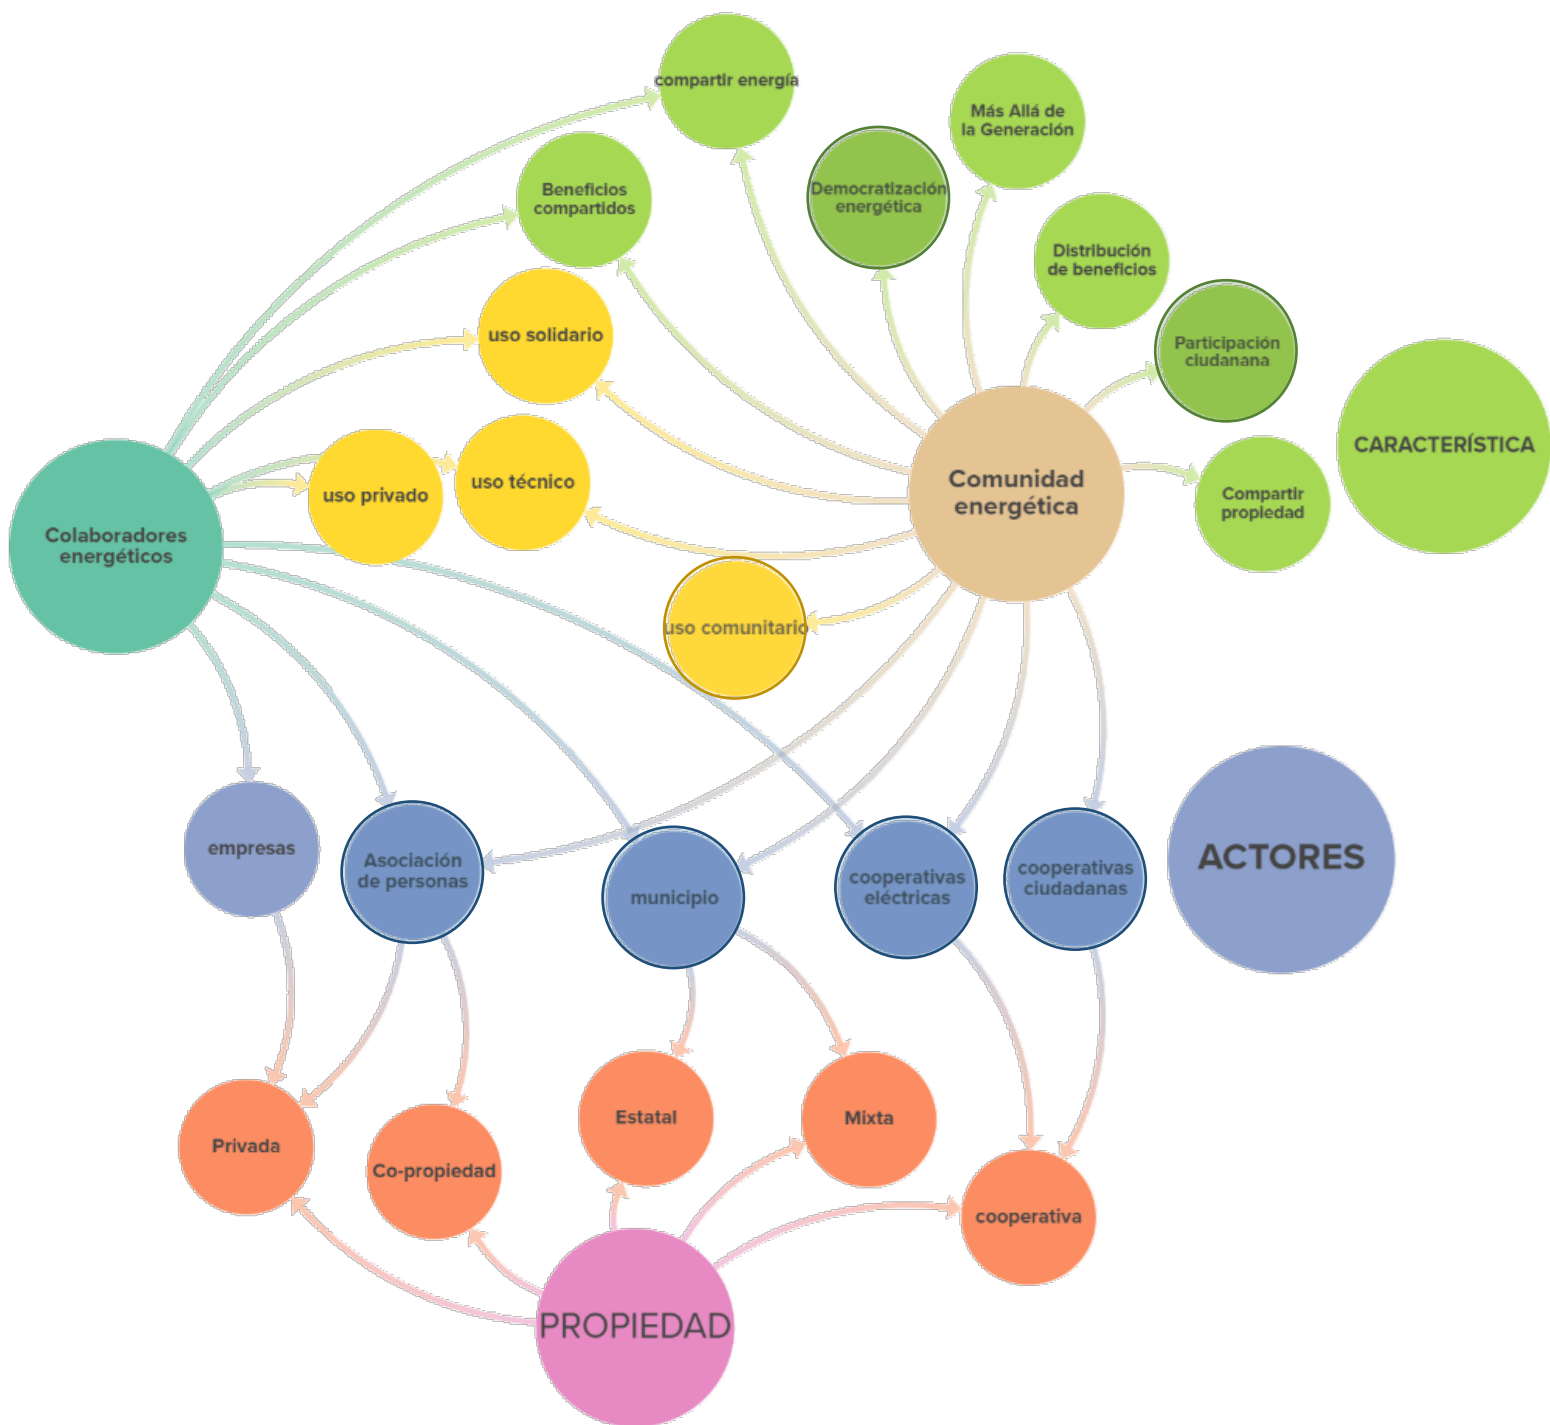 compartir energía
Más Allá de
la Generación
Democratización
energética
Beneficios
compartidos
Distribución
de beneficios
uso solidario
Participación
ciudanana
CARACTERÍSTICA
uso privado
uso técnico
Comunidad
energética
Compartir
propiedad
Colaboradores
energéticos
uso comunitario
empresas
Asociación
de personas
municipio
cooperativas
eléctricas
cooperativas
ciudadanas
ACTORES
Privada
Co-propiedad
Estatal
Mixta
cooperativa
PROPIEDAD